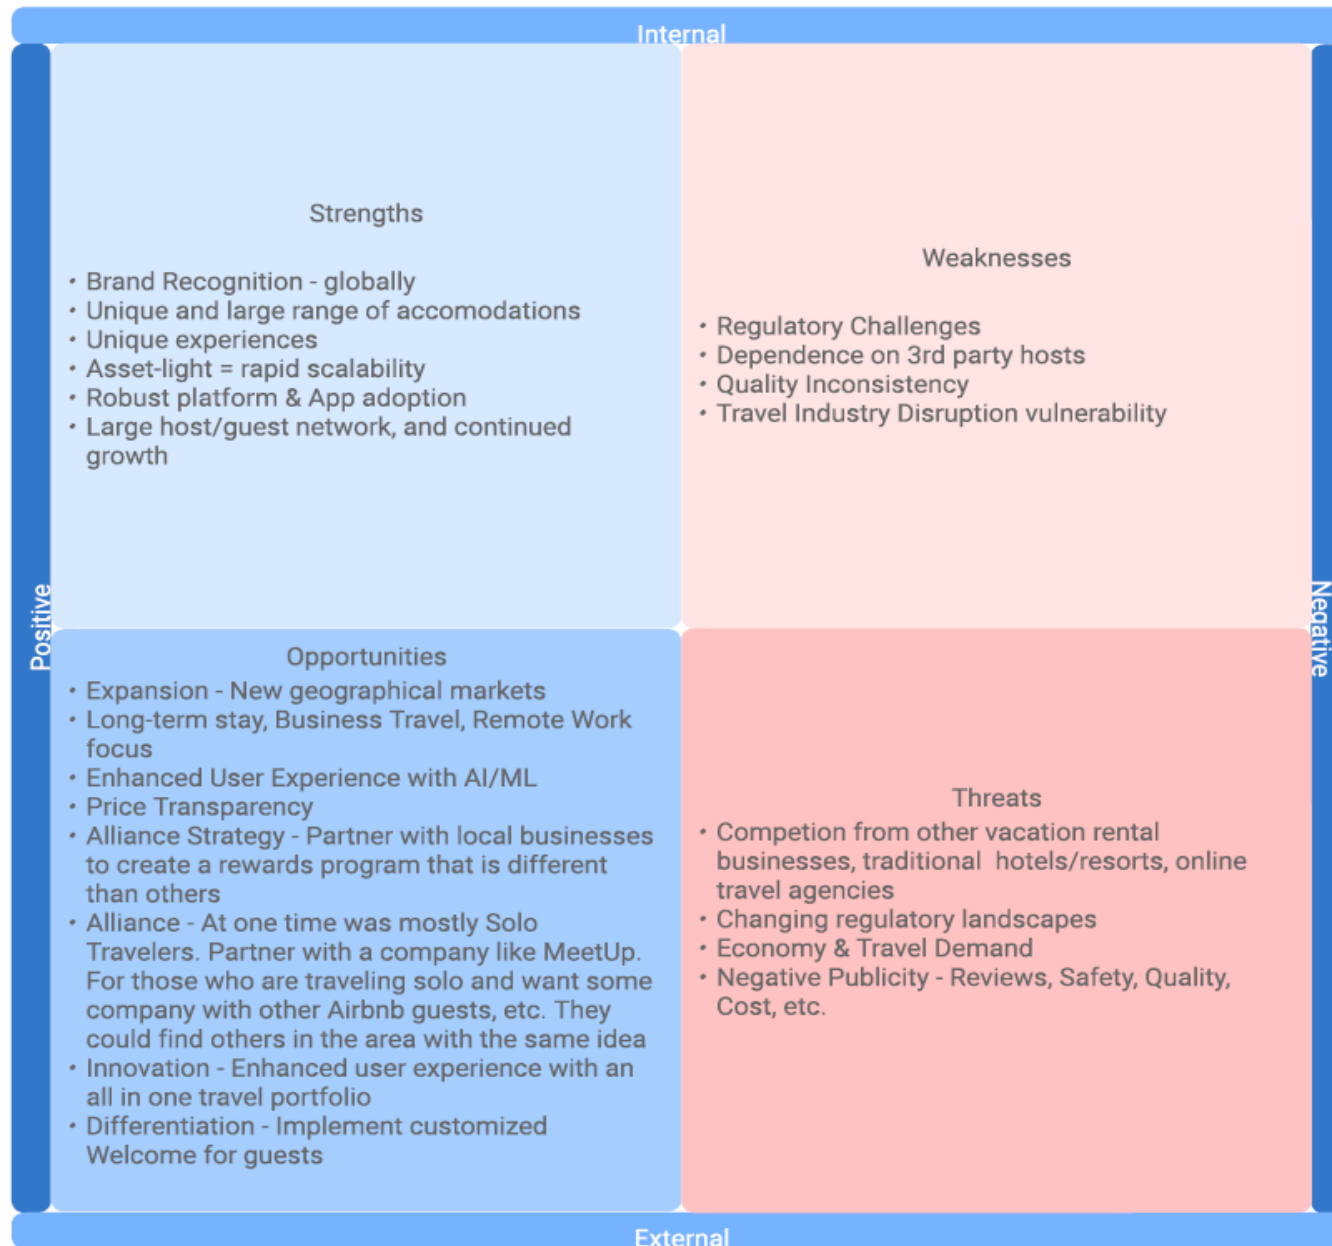 Internal
Positive
Negative
Strengths
• Brand Recognition - globally
• Unique and large range of accomodations
• Unique experiences
• Asset-light = rapid scalability
• Robust platform & App adoption
• Large host/guest network, and continued
growth
Weaknesses
• Regulatory Challenges
• Dependence on 3rd party hosts
• Quality Inconsistency
• Travel Industry Disruption vulnerability
Opportunities
• Expansion - New geographical markets
• Long-term stay, Business Travel, Remote Work
focus
• Enhanced User Experience with AI/ML
• Price Transparency
• Alliance Strategy - Partner with local businesses
to create a rewards program that is different
than others
• Alliance - At one time was mostly Solo
Travelers. Partner with a company like MeetUp.
For those who are traveling solo and want some
company with other Airbnb guests, etc. They
could find others in the area with the same idea
• Innovation - Enhanced user experience with an
all in one travel portfolio
• Differentiation - Implement customized
Welcome for guests
Threats
• Competion from other vacation rental
businesses, traditional hotels/resorts, online
travel agencies
• Changing regulatory landscapes
• Economy & Travel Demand
• Negative Publicity - Reviews, Safety, Quality,
Cost, etc.
External